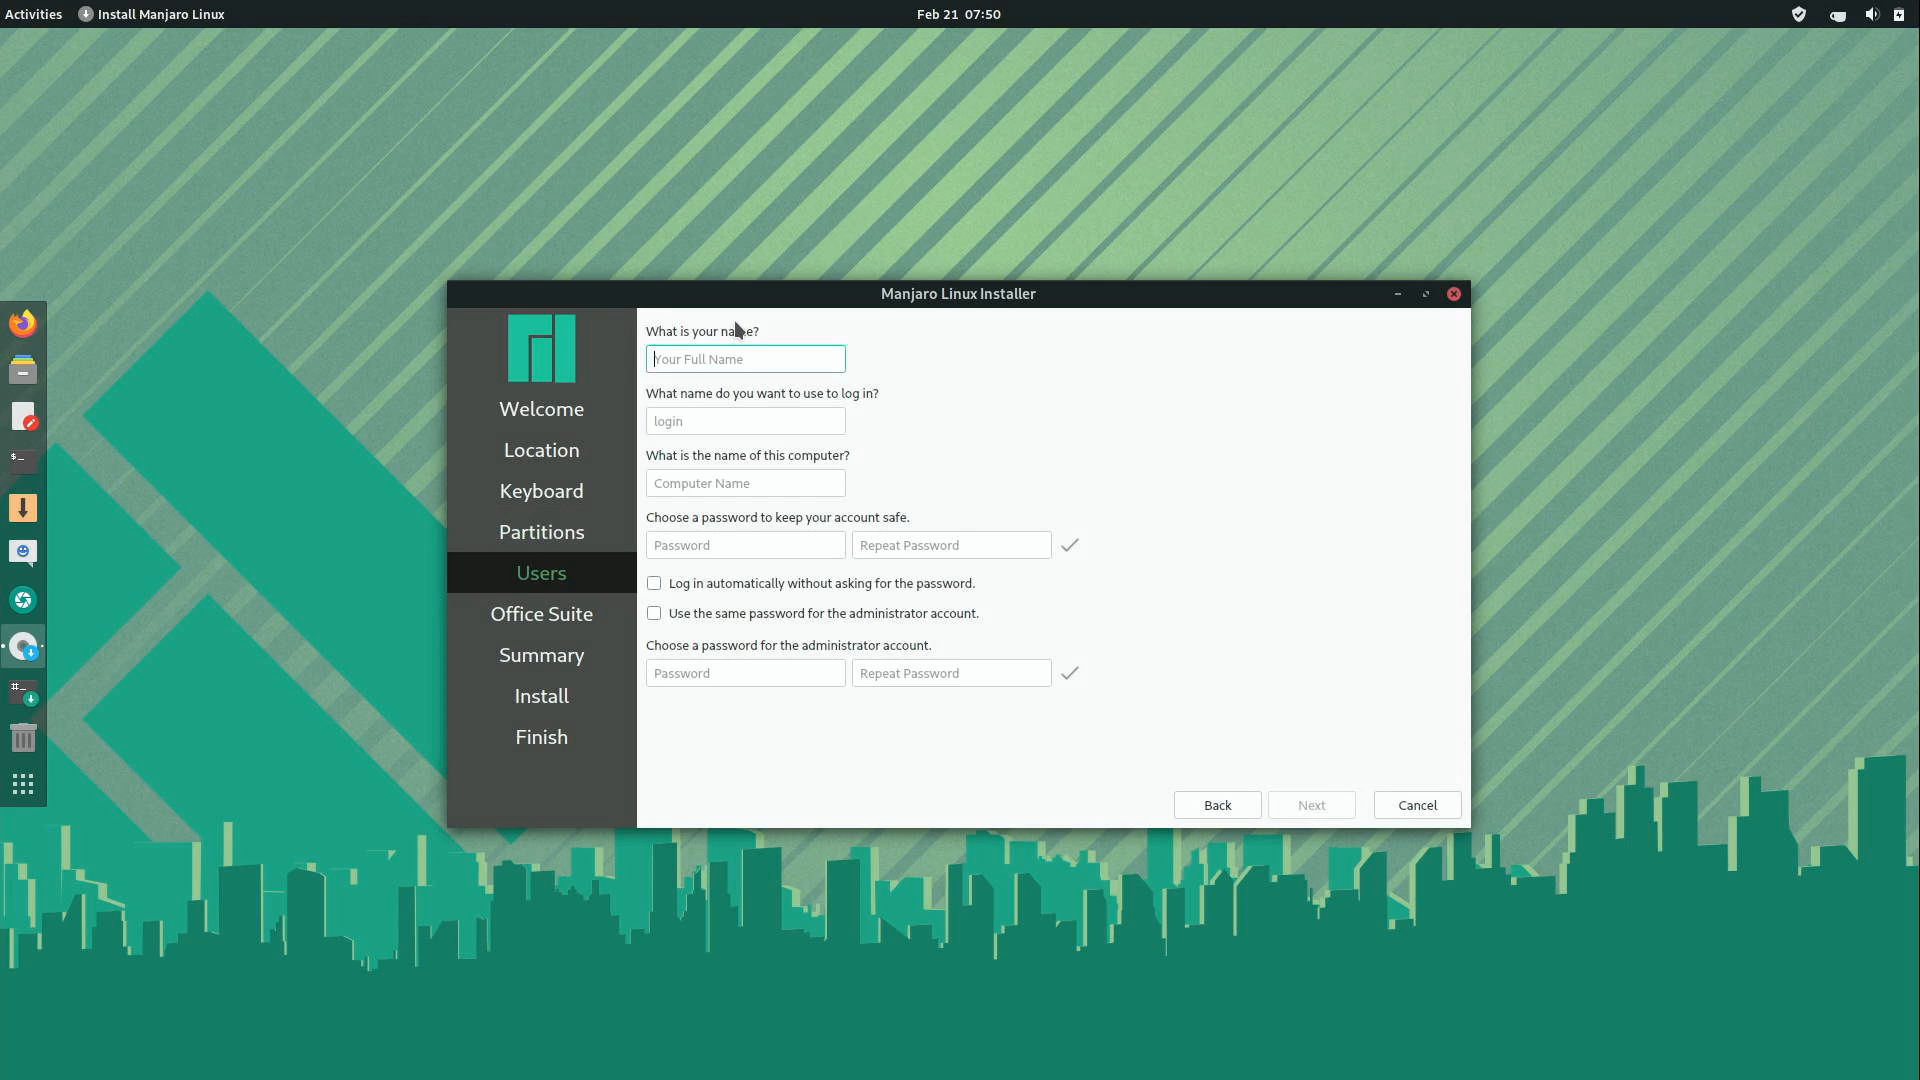 Activities
Install Manjaro Linux
Feb 21 07:50
Manjaro Linux Installer
Welcome
Location
Keyboard
Partitions
Users
Office Suite
Summary
Install
Finish
What is your name?
Your Full Name
What name do you want to use to log in?
login
What is the name of this computer?
Computer Name
Choose a password to keep your account safe.
Password
Repeat Password
Log in automatically without asking for the password.
Use the same password for the administrator account.
Choose a password for the administrator account.
Password
Repeat Password
Back
Next
Cancel